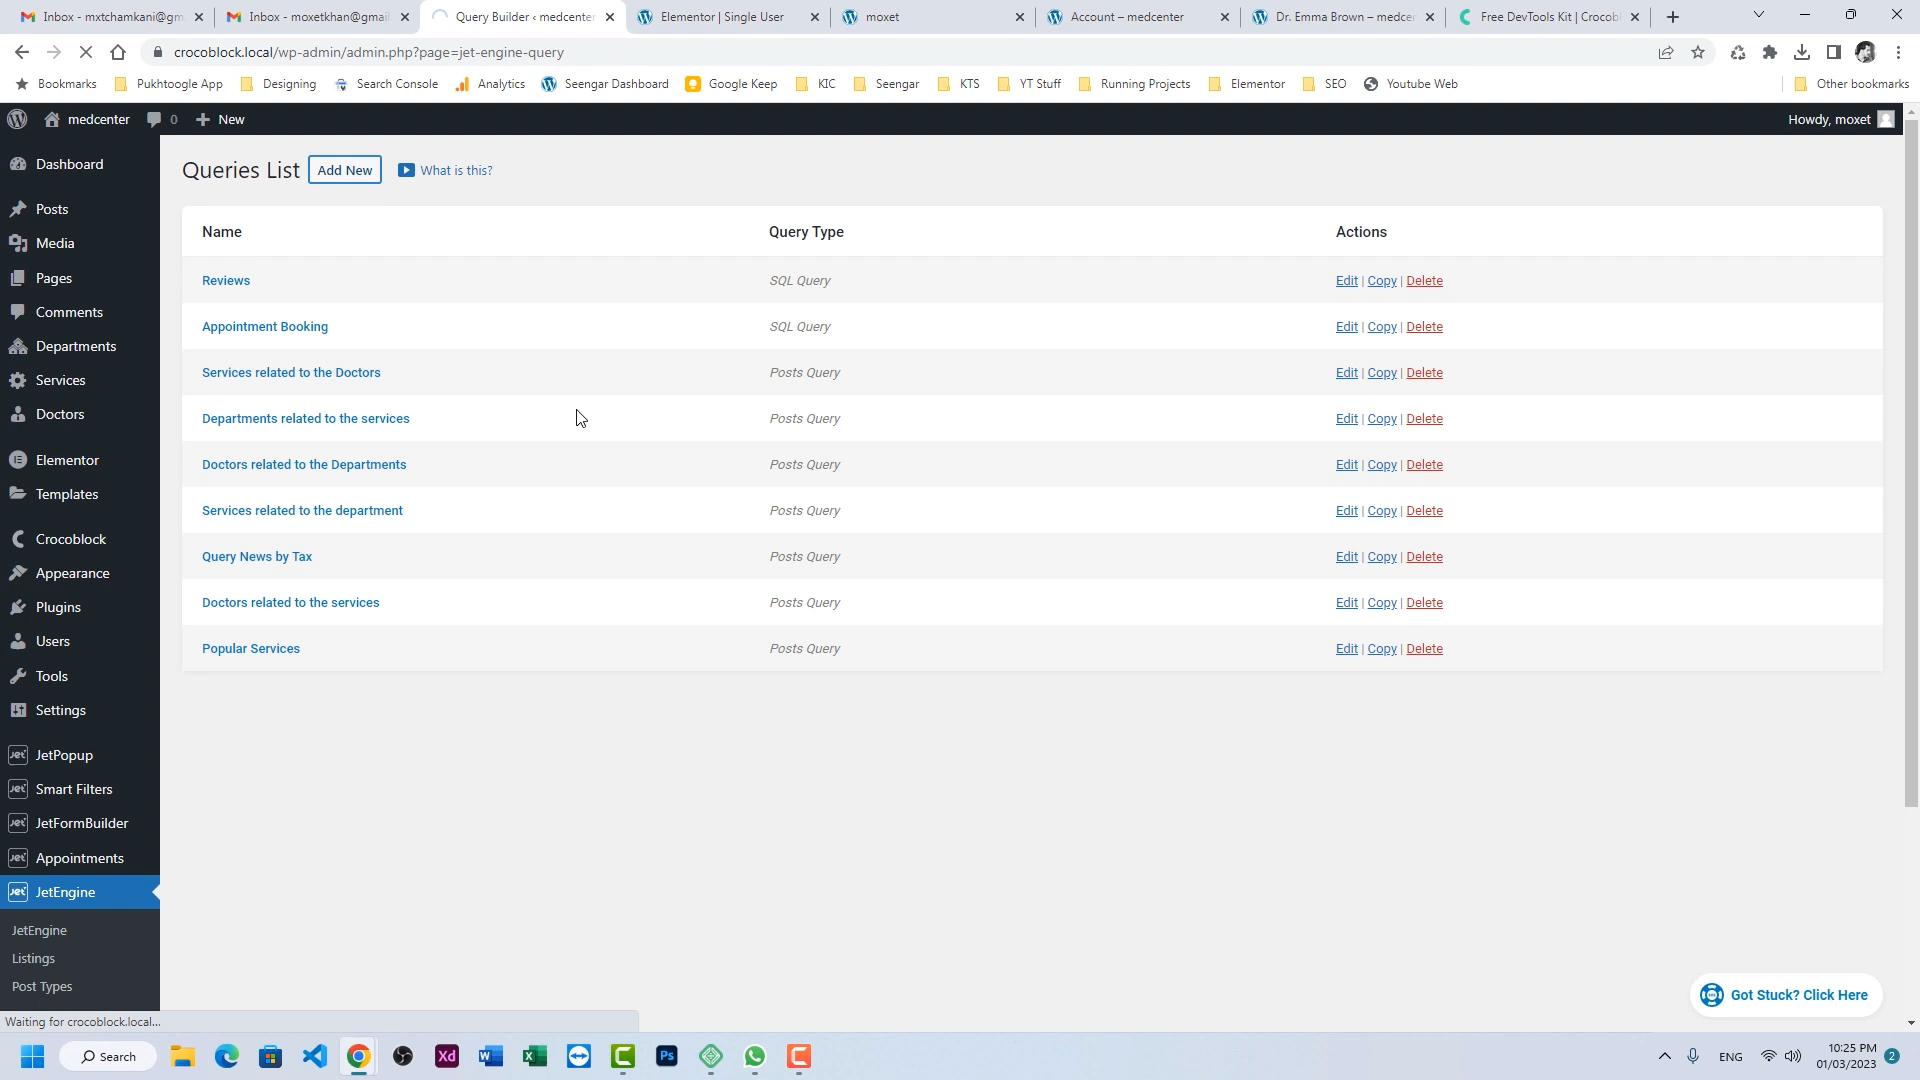 Inbox - mxtchamkani@gm
Inbox - moxetkhan@gmail
Query Builder ‹ medcenter
Elementor | Single User
moxet
Account – medcenter
Dr. Emma Brown – medcen
Free DevTools Kit | Crocobl
crocoblock.local/wp-admin/admin.php?page=jet-engine-query
Bookmarks
Pukhtoogle App
Designing
Search Console
Analytics
Seengar Dashboard
Google Keep
KIC
Seengar
KTS
YT Stuff
Running Projects
Elementor
SEO
Youtube Web
Other bookmarks
medcenter
0
New
Howdy, moxet
Dashboard
Posts
Media
Pages
Comments
Departments
Services
Doctors
Elementor
Templates
Crocoblock
Appearance
Plugins
Users
Tools
Settings
JetPopup
Smart Filters
JetFormBuilder
Appointments
JetEngine
JetEngine
Listings
Post Types
Queries List
Add New
What is this?
Name Query Type Actions
Reviews SQL Query Edit | Copy | Delete
Appointment Booking SQL Query Edit | Copy | Delete
Services related to the Doctors Posts Query Edit | Copy | Delete
Departments related to the services Posts Query Edit | Copy | Delete
Doctors related to the Departments Posts Query Edit | Copy | Delete
Services related to the department Posts Query Edit | Copy | Delete
Query News by Tax Posts Query Edit | Copy | Delete
Doctors related to the services Posts Query Edit | Copy | Delete
Popular Services Posts Query Edit | Copy | Delete
Got Stuck? Click Here
Waiting for crocoblock.local...
Search
Xd
Ps
ENG
10:25 PM
01/03/2023
2